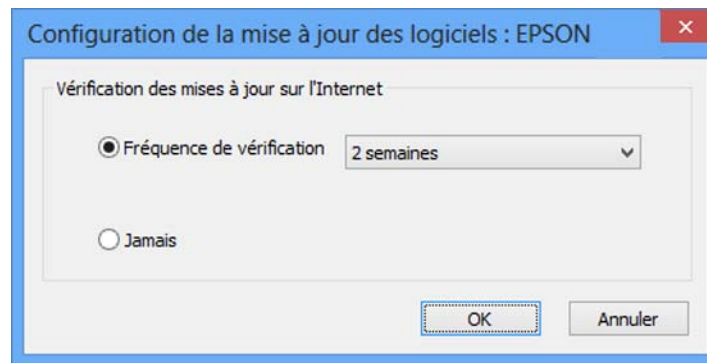 Configuration de la mise à jour des logiciels : EPSON
Vérification des mises à jour sur l'Internet
Fréquence de vérification 2 semaines
Jamais
OK Annuler